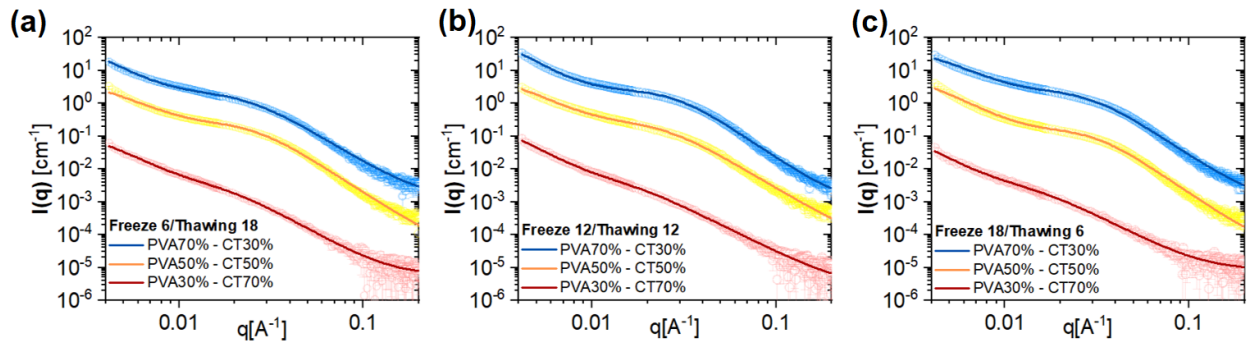 (a)
10²
10¹
10⁰
10⁻¹
10⁻²
10⁻³
10⁻⁴
10⁻⁵
10⁻⁶
I(q) [cm⁻¹]
Freeze 6/Thawing 18
PVA70% - CT30%
PVA50% - CT50%
PVA30% - CT70%
0.01 0.1
q[A⁻¹]
(b)
10²
10¹
10⁰
10⁻¹
10⁻²
10⁻³
10⁻⁴
10⁻⁵
10⁻⁶
I(q) [cm⁻¹]
Freeze 12/Thawing 12
PVA70% - CT30%
PVA50% - CT50%
PVA30% - CT70%
0.01 0.1
q[A⁻¹]
(c)
10²
10¹
10⁰
10⁻¹
10⁻²
10⁻³
10⁻⁴
10⁻⁵
10⁻⁶
I(q) [cm⁻¹]
Freeze 18/Thawing 6
PVA70% - CT30%
PVA50% - CT50%
PVA30% - CT70%
0.01 0.1
q[A⁻¹]